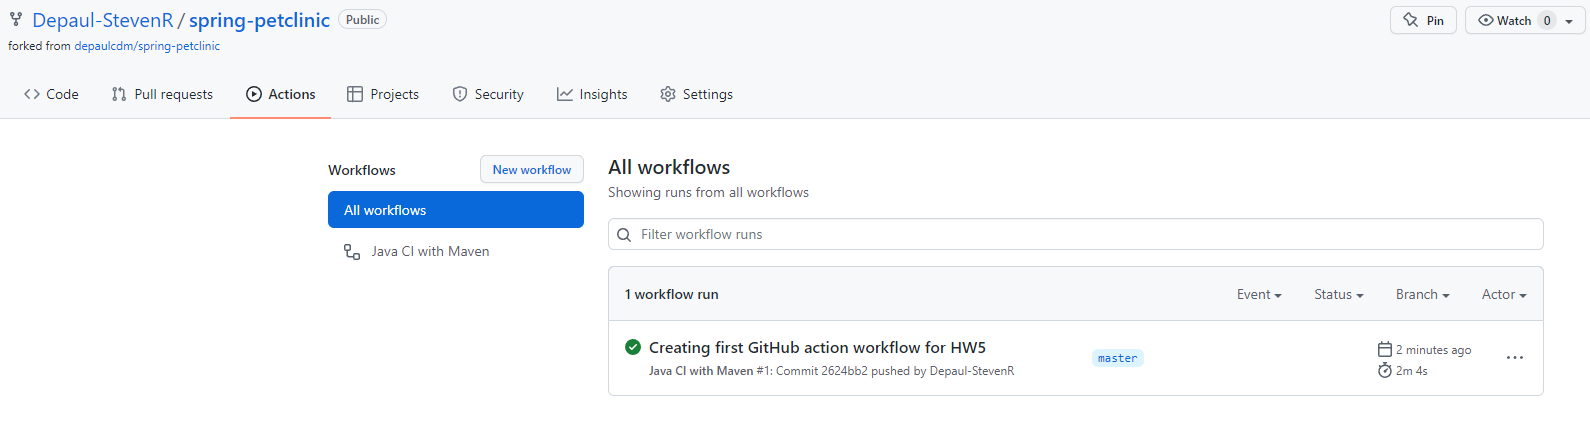 Depaul-StevenR / spring-petclinic Public Pin Watch 0
forked from depaulcdm/spring-petclinic
Code Pull requests Actions Projects Security Insights Settings
Workflows New workflow
All workflows
Java CI with Maven
All workflows
Showing runs from all workflows
Filter workflow runs
1 workflow run Event Status Branch Actor
Creating first GitHub action workflow for HW5
Java CI with Maven #1: Commit 2624bb2 pushed by Depaul-StevenR
master
2 minutes ago
2m 4s